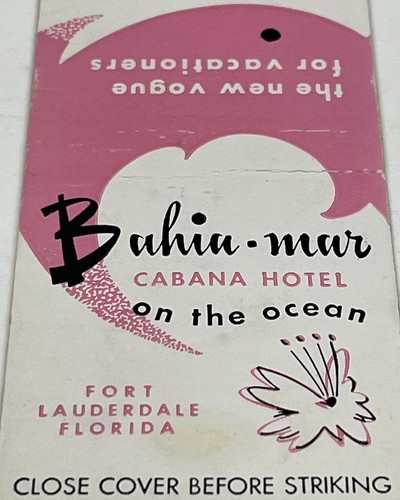 the new vogue
for vacationers
Bahia-mar
CABANA HOTEL
on the ocean
FORT
LAUDERDALE
FLORIDA
CLOSE COVER BEFORE STRIKING